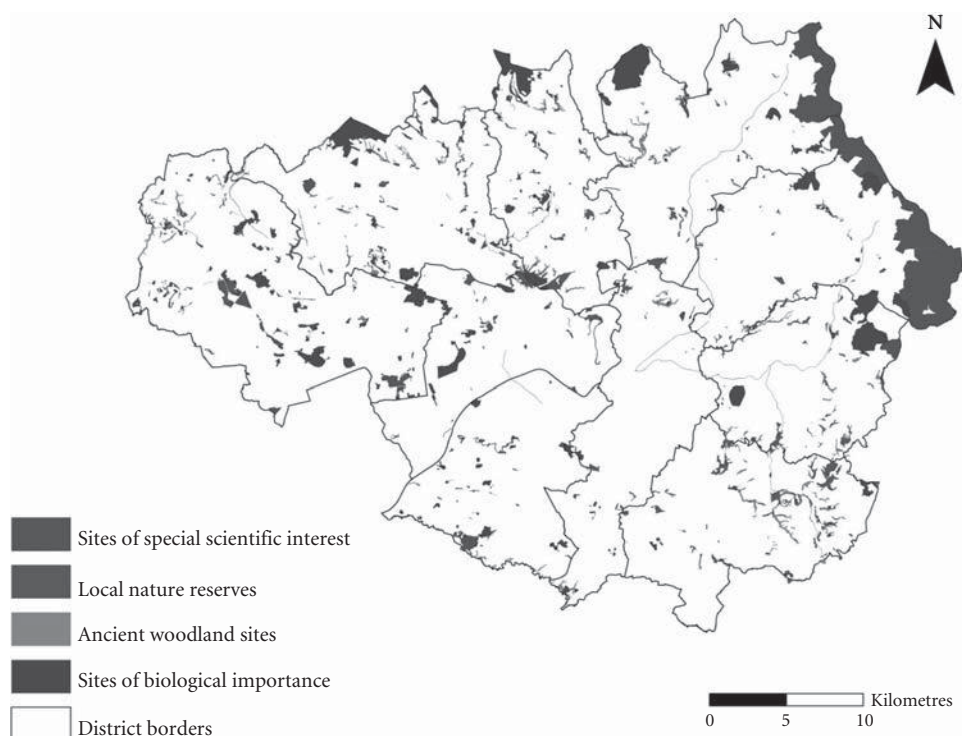 N
Sites of special scientific interest
Local nature reserves
Ancient woodland sites
Sites of biological importance
District borders
Kilometres
0 5 10